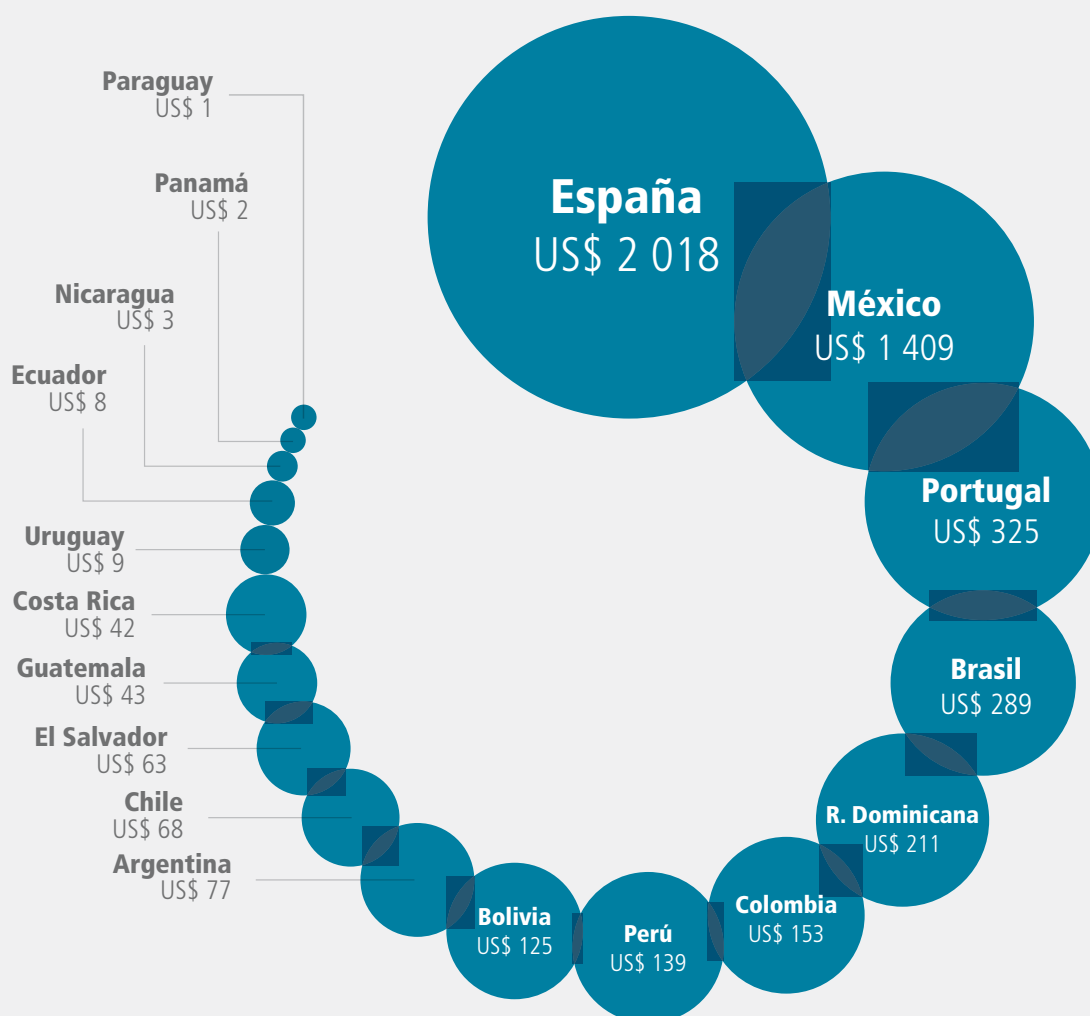 España
US$ 2 018
México
US$ 1 409
Portugal
US$ 325
Brasil
US$ 289
R. Dominicana
US$ 211
Colombia
US$ 153
Perú
US$ 139
Bolivia
US$ 125
Argentina
US$ 77
Chile
US$ 68
El Salvador
US$ 63
Guatemala
US$ 43
Costa Rica
US$ 42
Uruguay
US$ 9
Ecuador
US$ 8
Nicaragua
US$ 3
Panamá
US$ 2
Paraguay
US$ 1